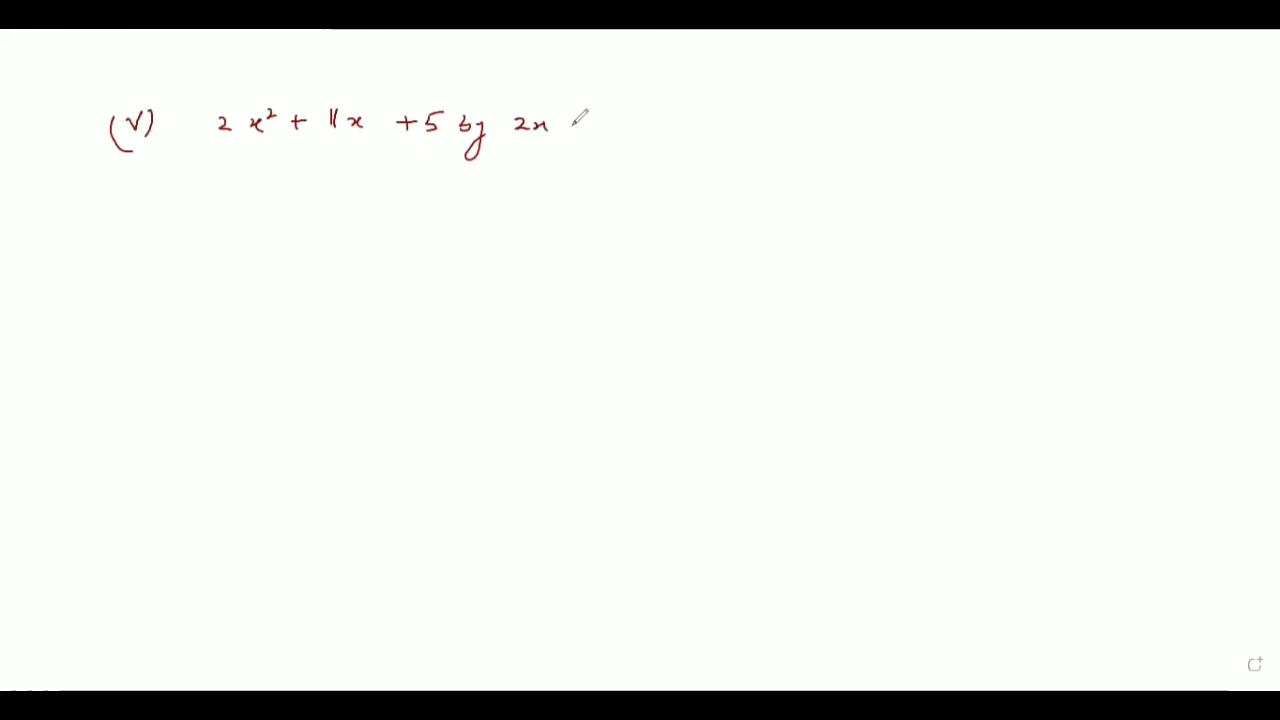 (V) 2x² + 11x + 5 by 2x